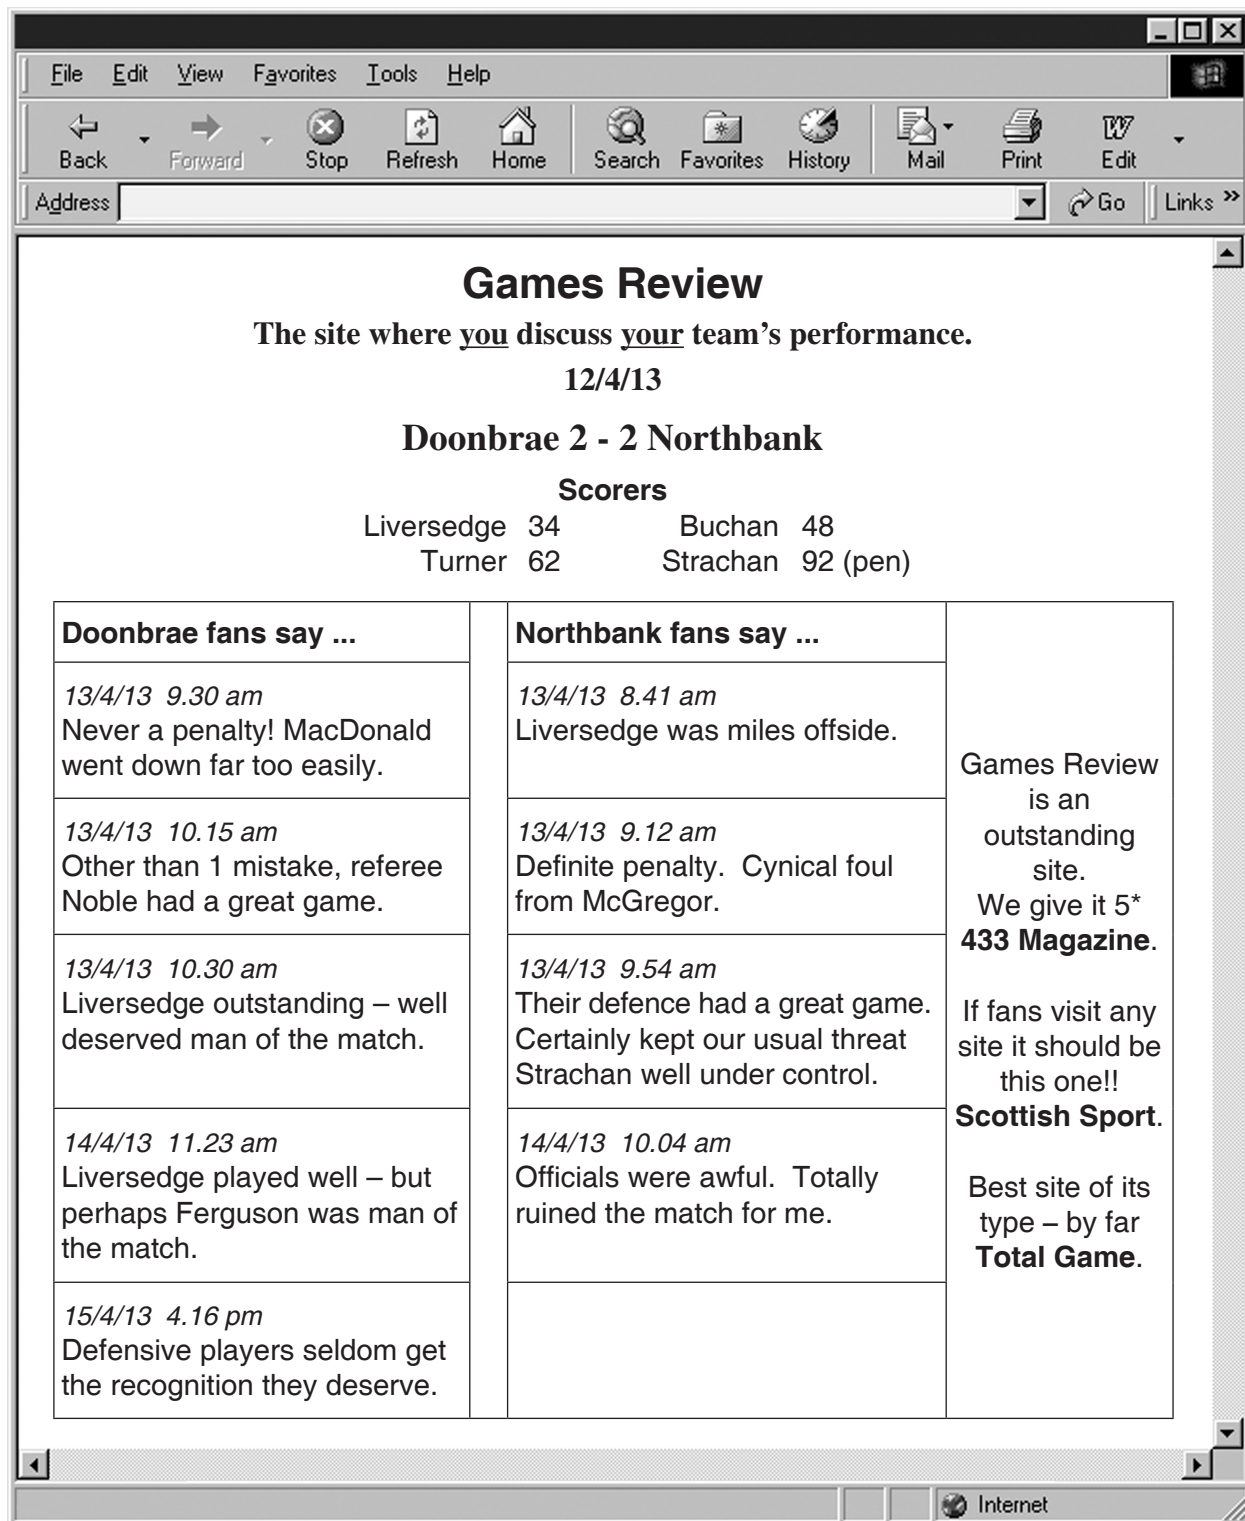 File Edit View Favorites Tools Help
Back Forward Stop Refresh Home Search Favorites History Mail Print Edit
Address Go Links »
Games Review
The site where you discuss your team's performance.
12/4/13
Doonbrae 2 - 2 Northbank
Scorers
Liversedge 34 Buchan 48
Turner 62 Strachan 92 (pen)
Doonbrae fans say ...
13/4/13 9.30 am
Never a penalty! MacDonald
went down far too easily.
13/4/13 10.15 am
Other than 1 mistake, referee
Noble had a great game.
13/4/13 10.30 am
Liversedge outstanding – well
deserved man of the match.
14/4/13 11.23 am
Liversedge played well – but
perhaps Ferguson was man of
the match.
15/4/13 4.16 pm
Defensive players seldom get
the recognition they deserve.
Northbank fans say ...
13/4/13 8.41 am
Liversedge was miles offside.
13/4/13 9.12 am
Definite penalty. Cynical foul
from McGregor.
13/4/13 9.54 am
Their defence had a great game.
Certainly kept our usual threat
Strachan well under control.
14/4/13 10.04 am
Officials were awful. Totally
ruined the match for me.
Games Review
is an
outstanding
site.
We give it 5*
433 Magazine.
If fans visit any
site it should be
this one!!
Scottish Sport.
Best site of its
type – by far
Total Game.
Internet